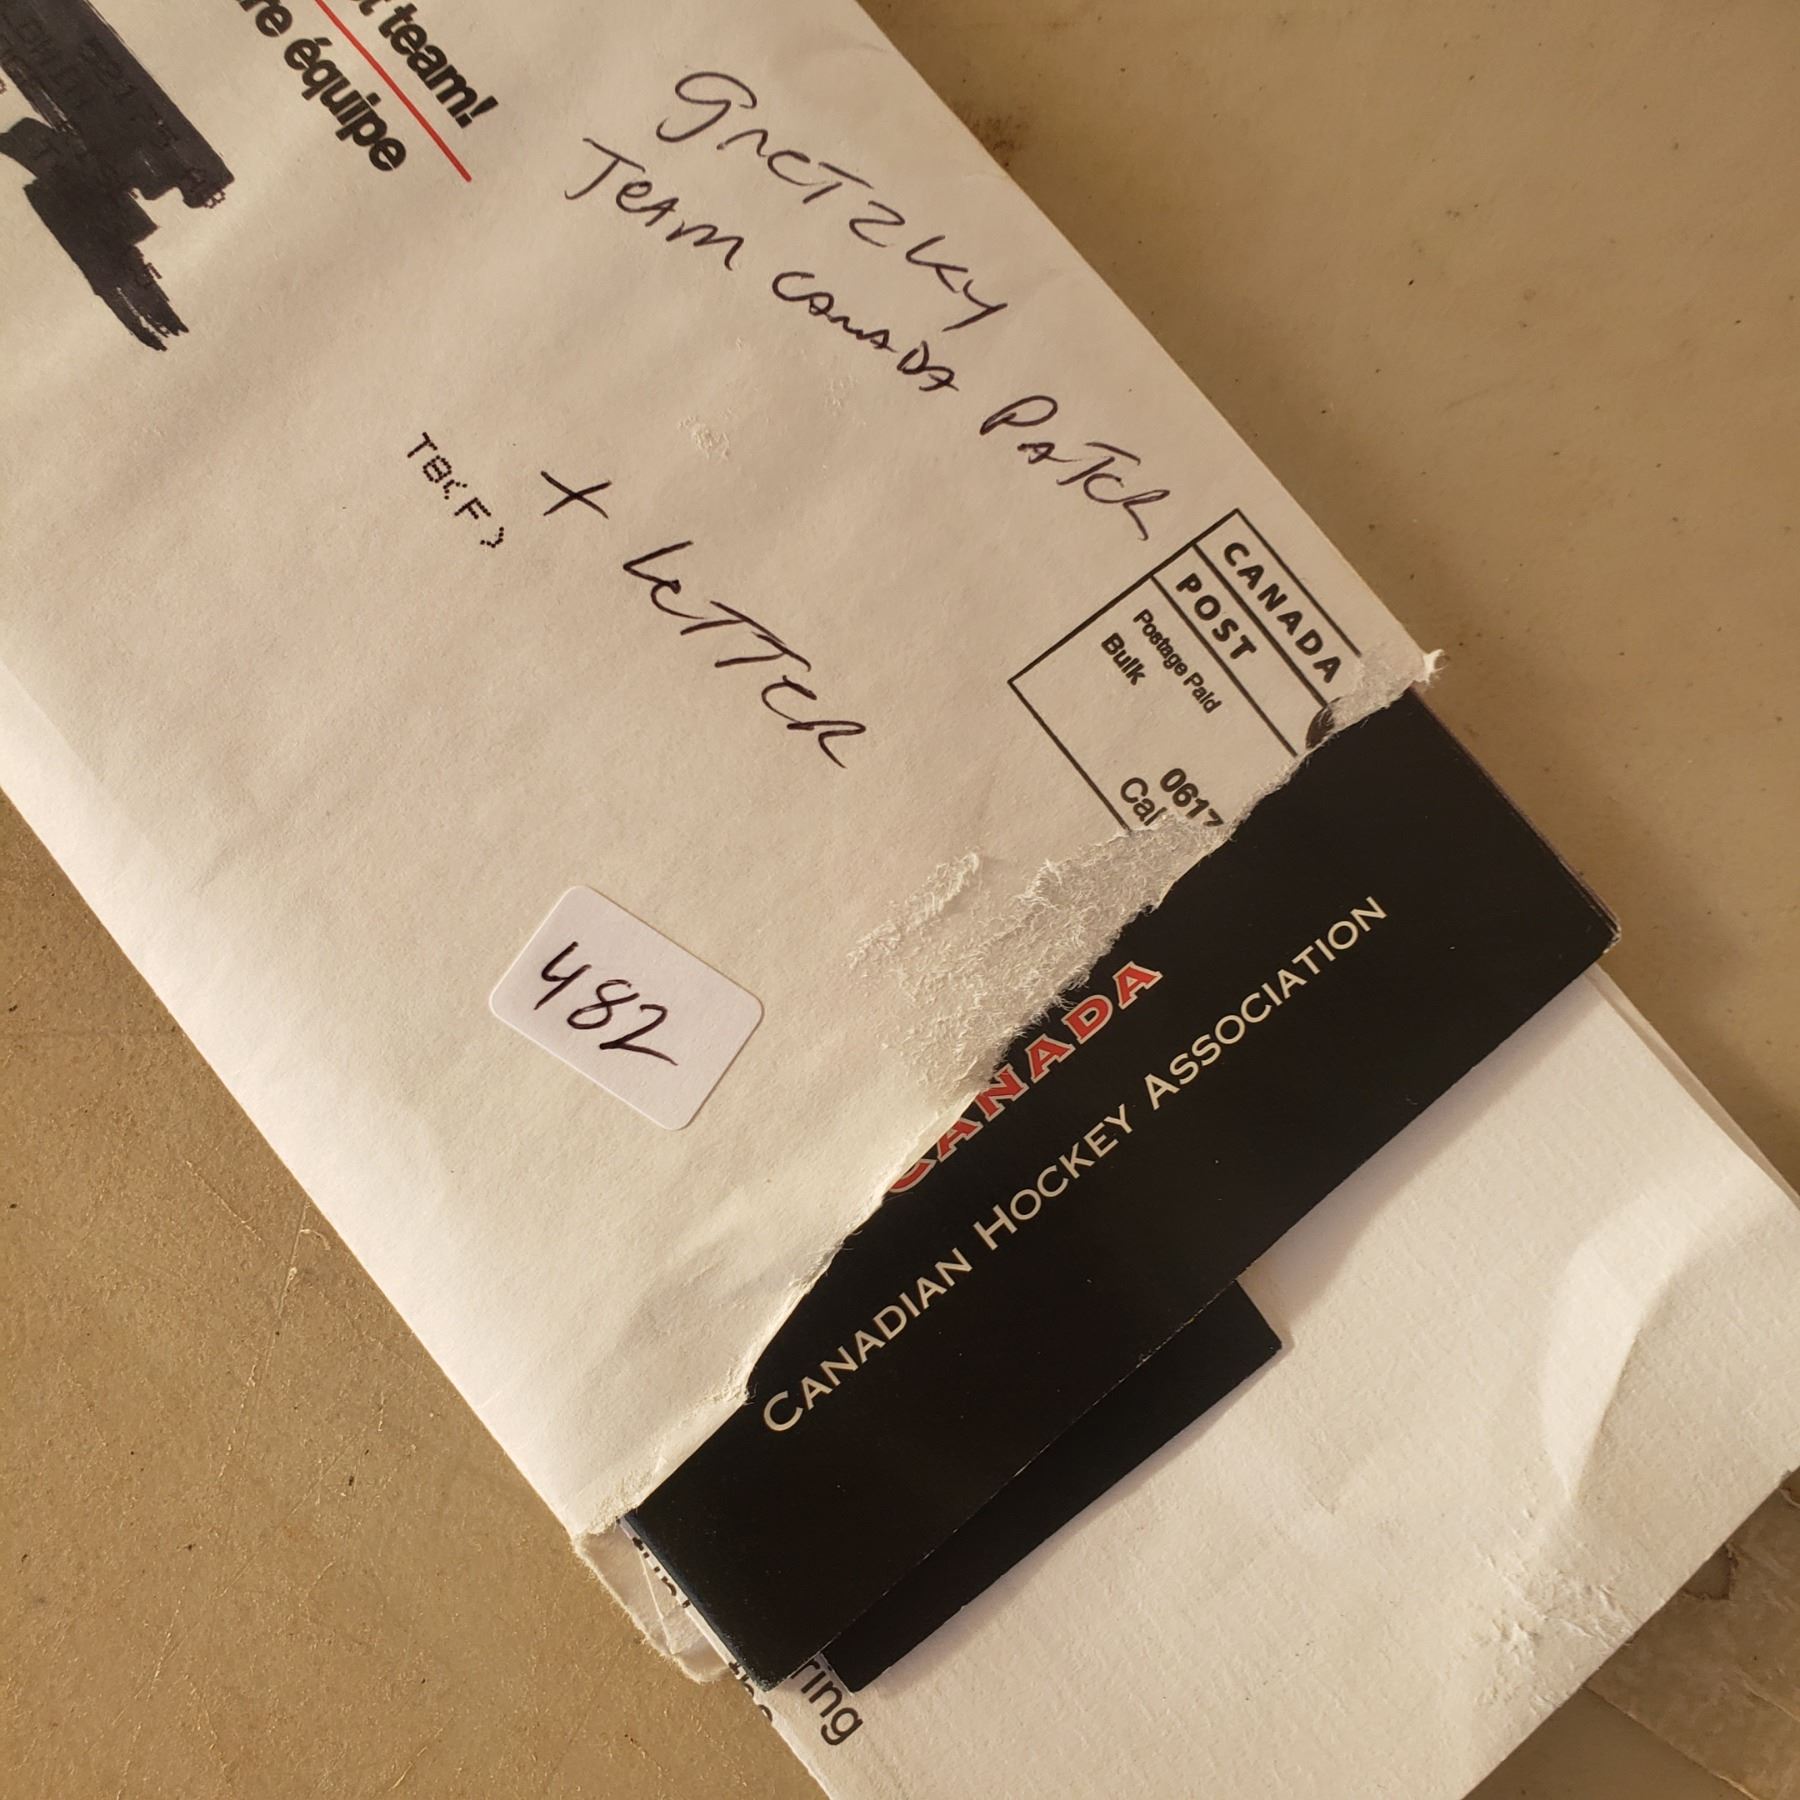 t team!
re équipe
Gretzky
TEAM CANADA PATCH
+ LETTER
CANADA
POST
Postage Paid
Bulk
0617
Cal
482
CANADA
CANADIAN HOCKEY ASSOCIATION
ring